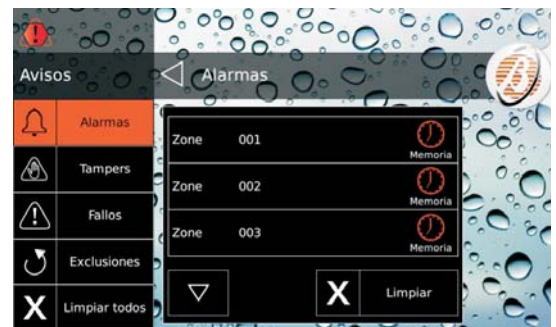 Avisos
Alarmas
Alarmas
Tampers
Fallos
Exclusiones
Limpiar todos
Zone 001
Memoria
Zone 002
Memoria
Zone 003
Memoria
X Limpiar